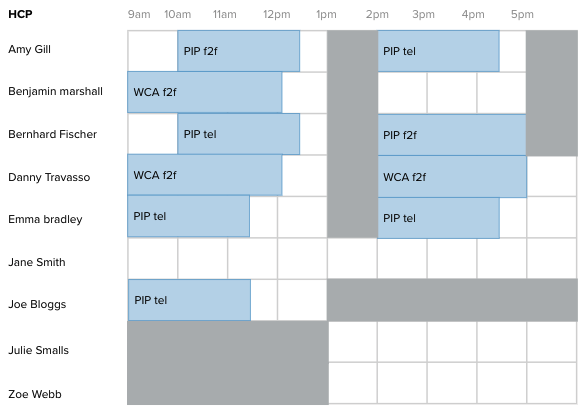 HCP 9am 10am 11am 12pm 1pm 2pm 3pm 4pm 5pm
Amy Gill PIP f2f PIP tel
Benjamin marshall WCA f2f
Bernhard Fischer PIP tel PIP f2f
Danny Travasso WCA f2f WCA f2f
Emma bradley PIP tel PIP tel
Jane Smith
Joe Bloggs PIP tel
Julie Smalls
Zoe Webb